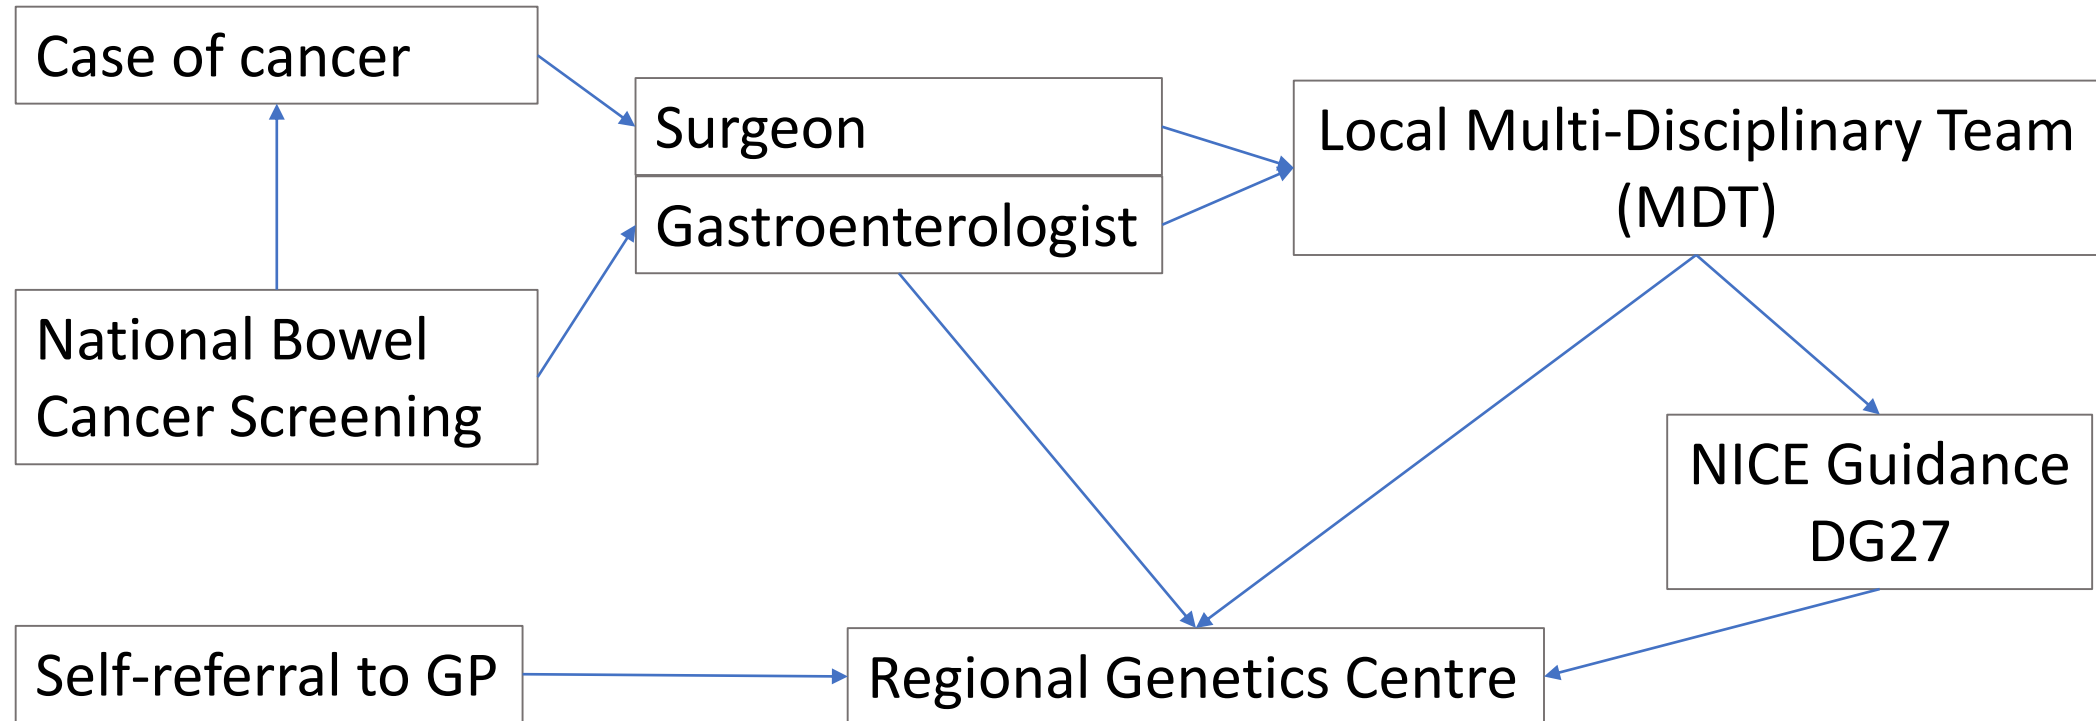 Case of cancer
Surgeon
Gastroenterologist
Local Multi-Disciplinary Team
(MDT)
National Bowel
Cancer Screening
NICE Guidance
DG27
Self-referral to GP
Regional Genetics Centre